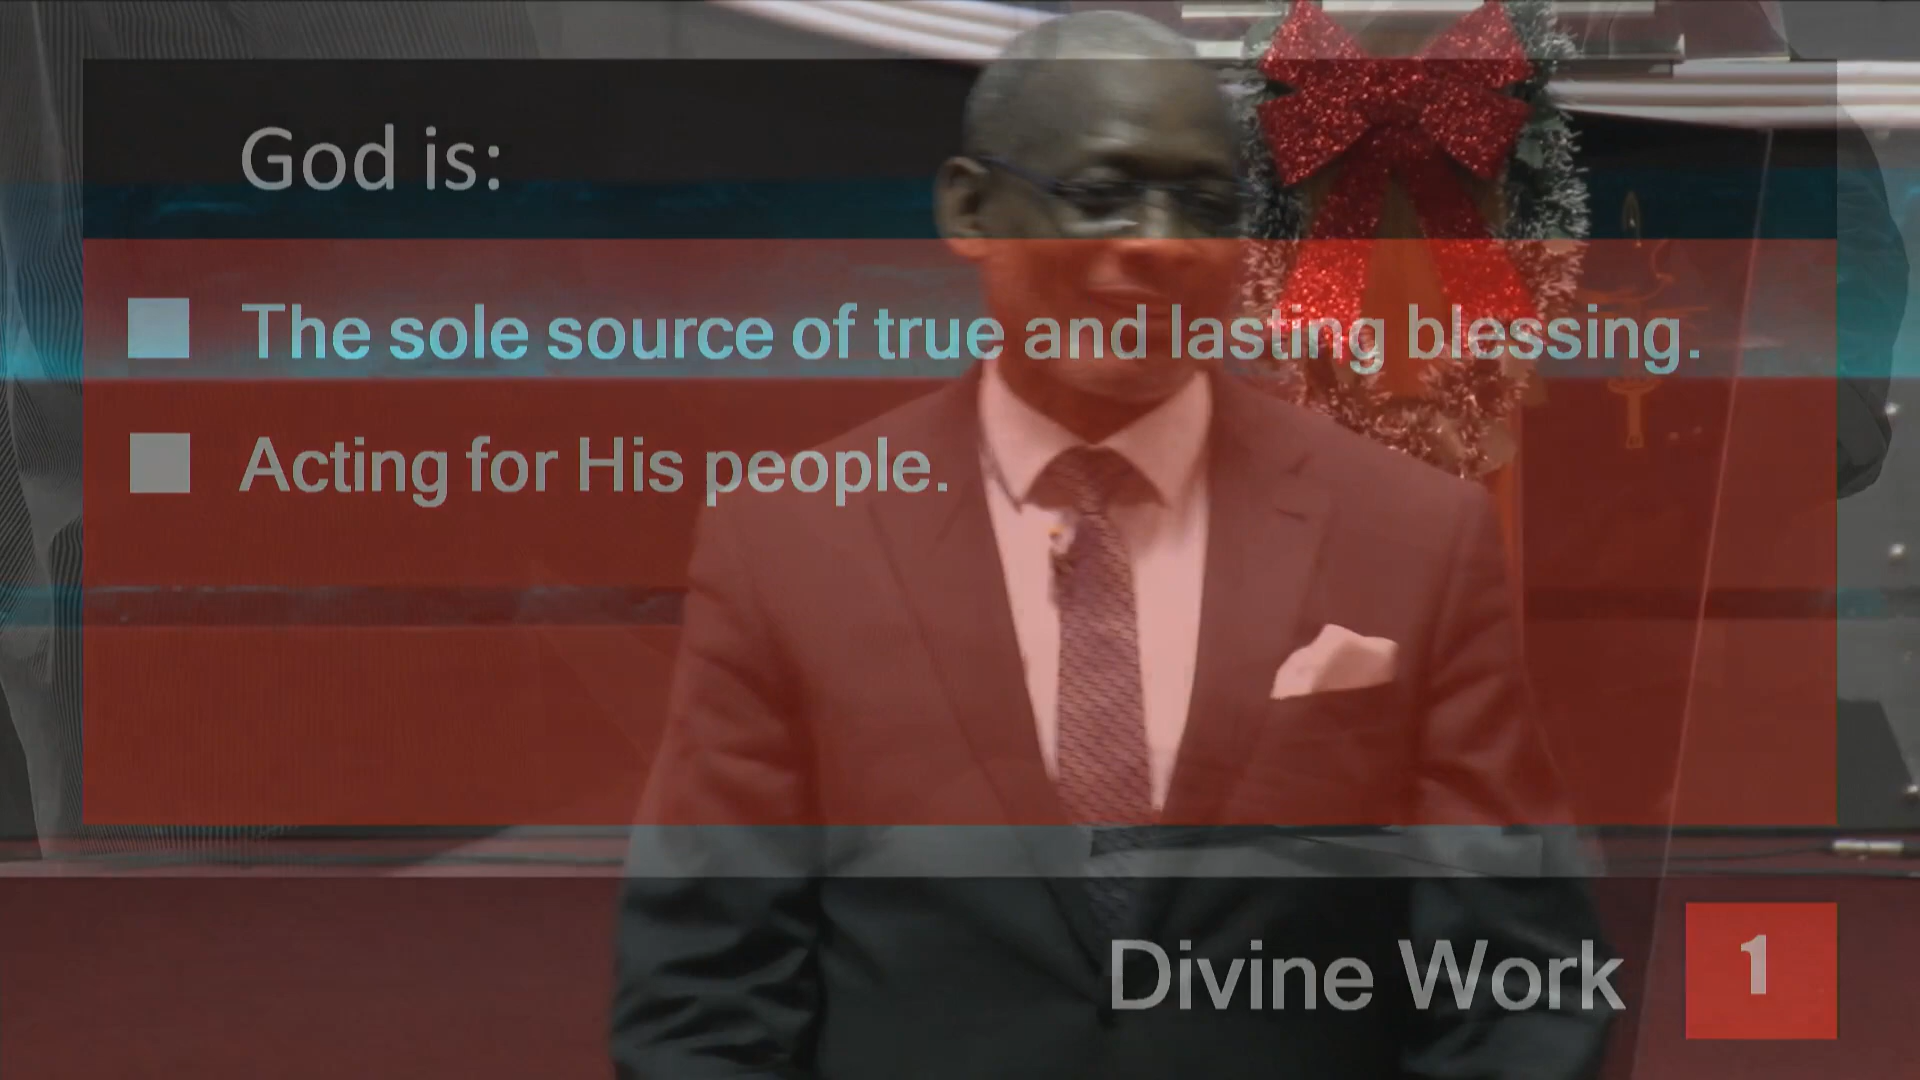 God is:
The sole source of true and lasting blessing.
Acting for His people.
Divine Work 1